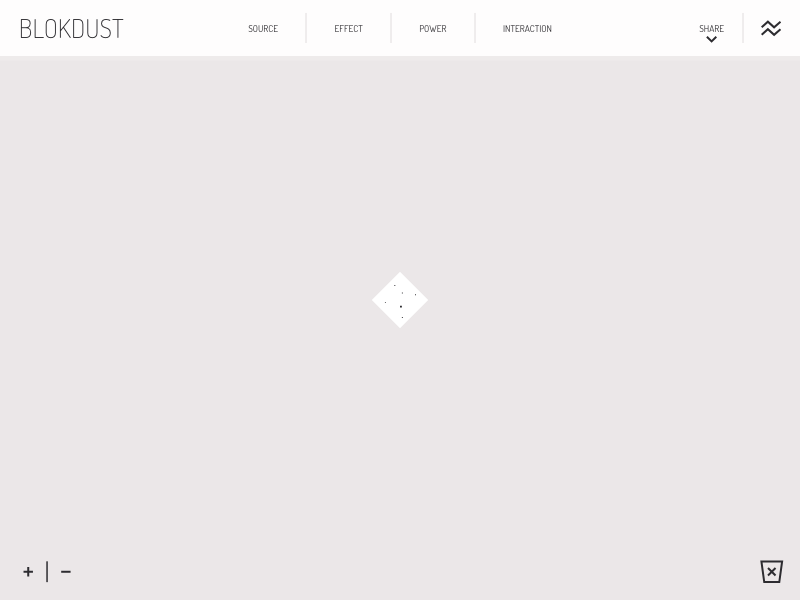 BLOKDUST
SOURCE
EFFECT
POWER
INTERACTION
SHARE